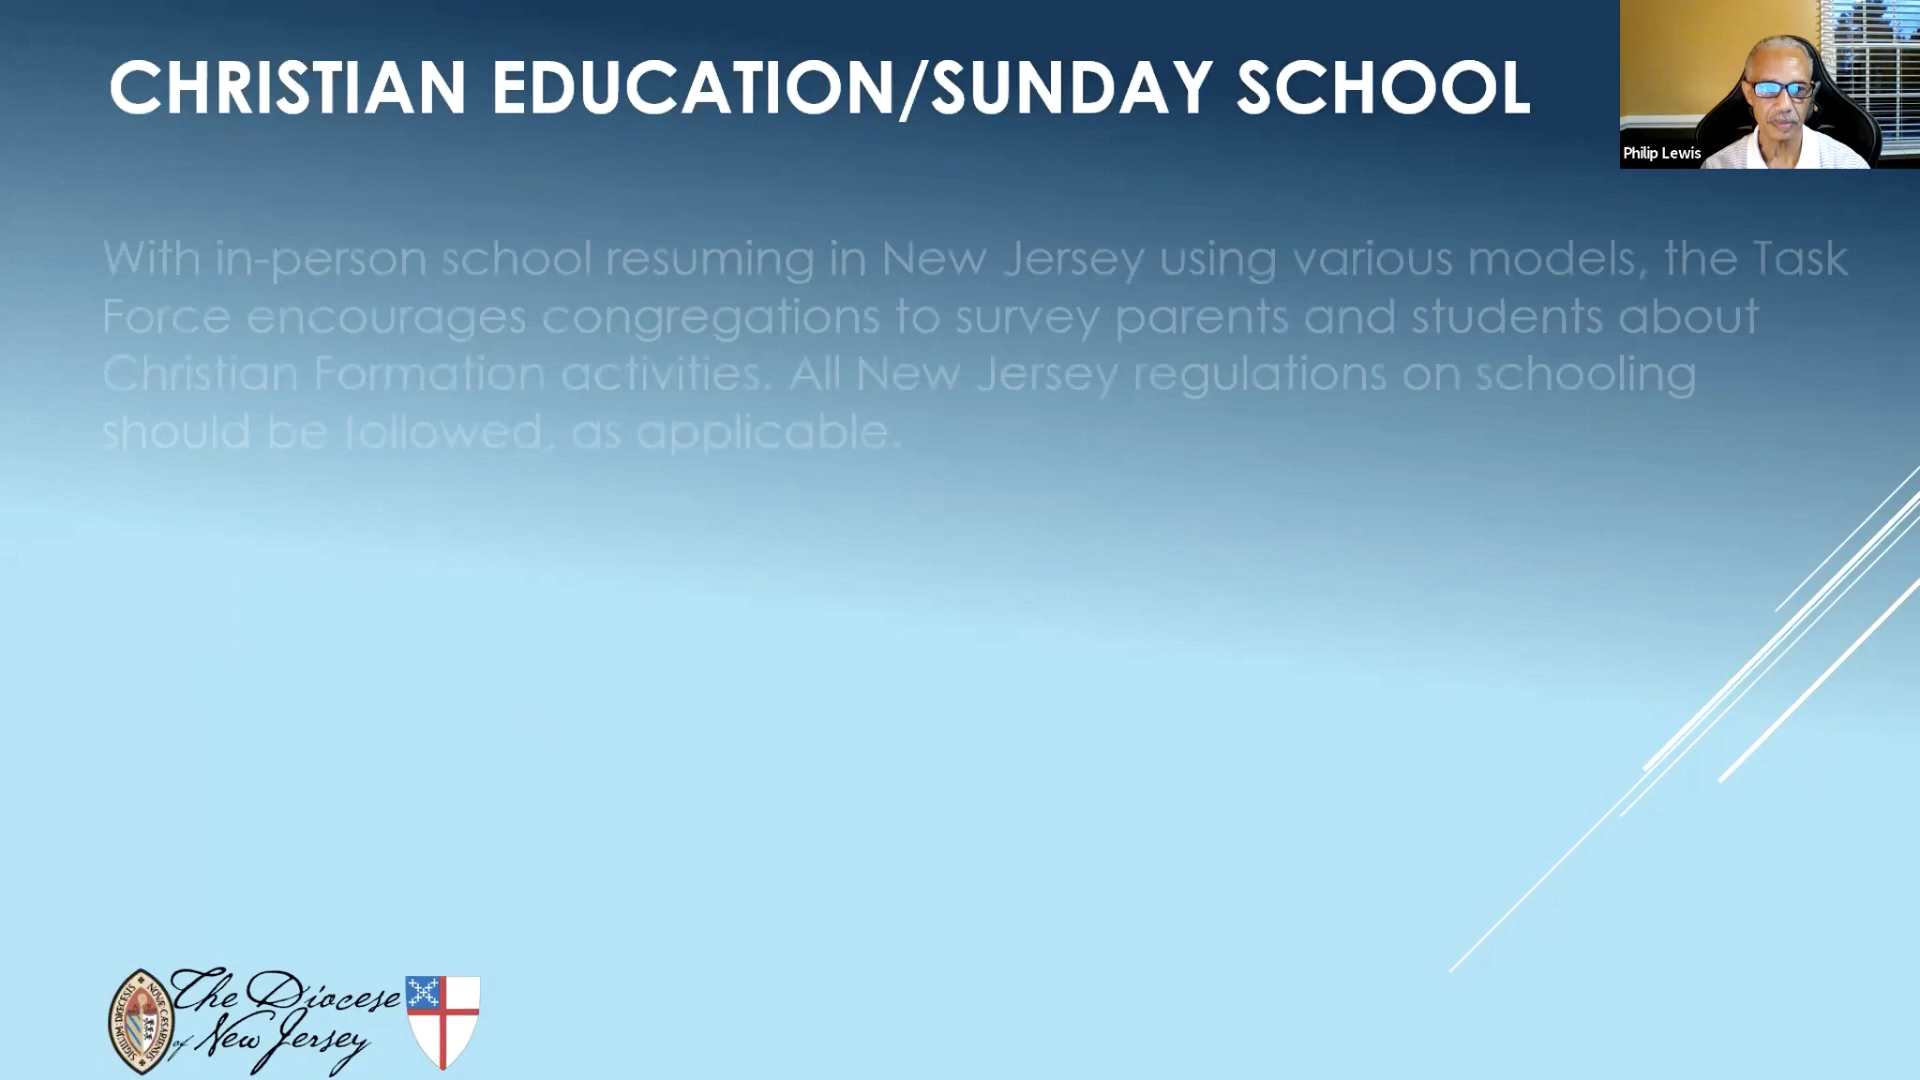 CHRISTIAN EDUCATION/SUNDAY SCHOOL
Philip Lewis
With in-person school resuming in New Jersey using various models, the Task
Force encourages congregations to survey parents and students about
Christian Formation activities. All New Jersey regulations on schooling
should be followed, as applicable.
The Diocese
of New Jersey